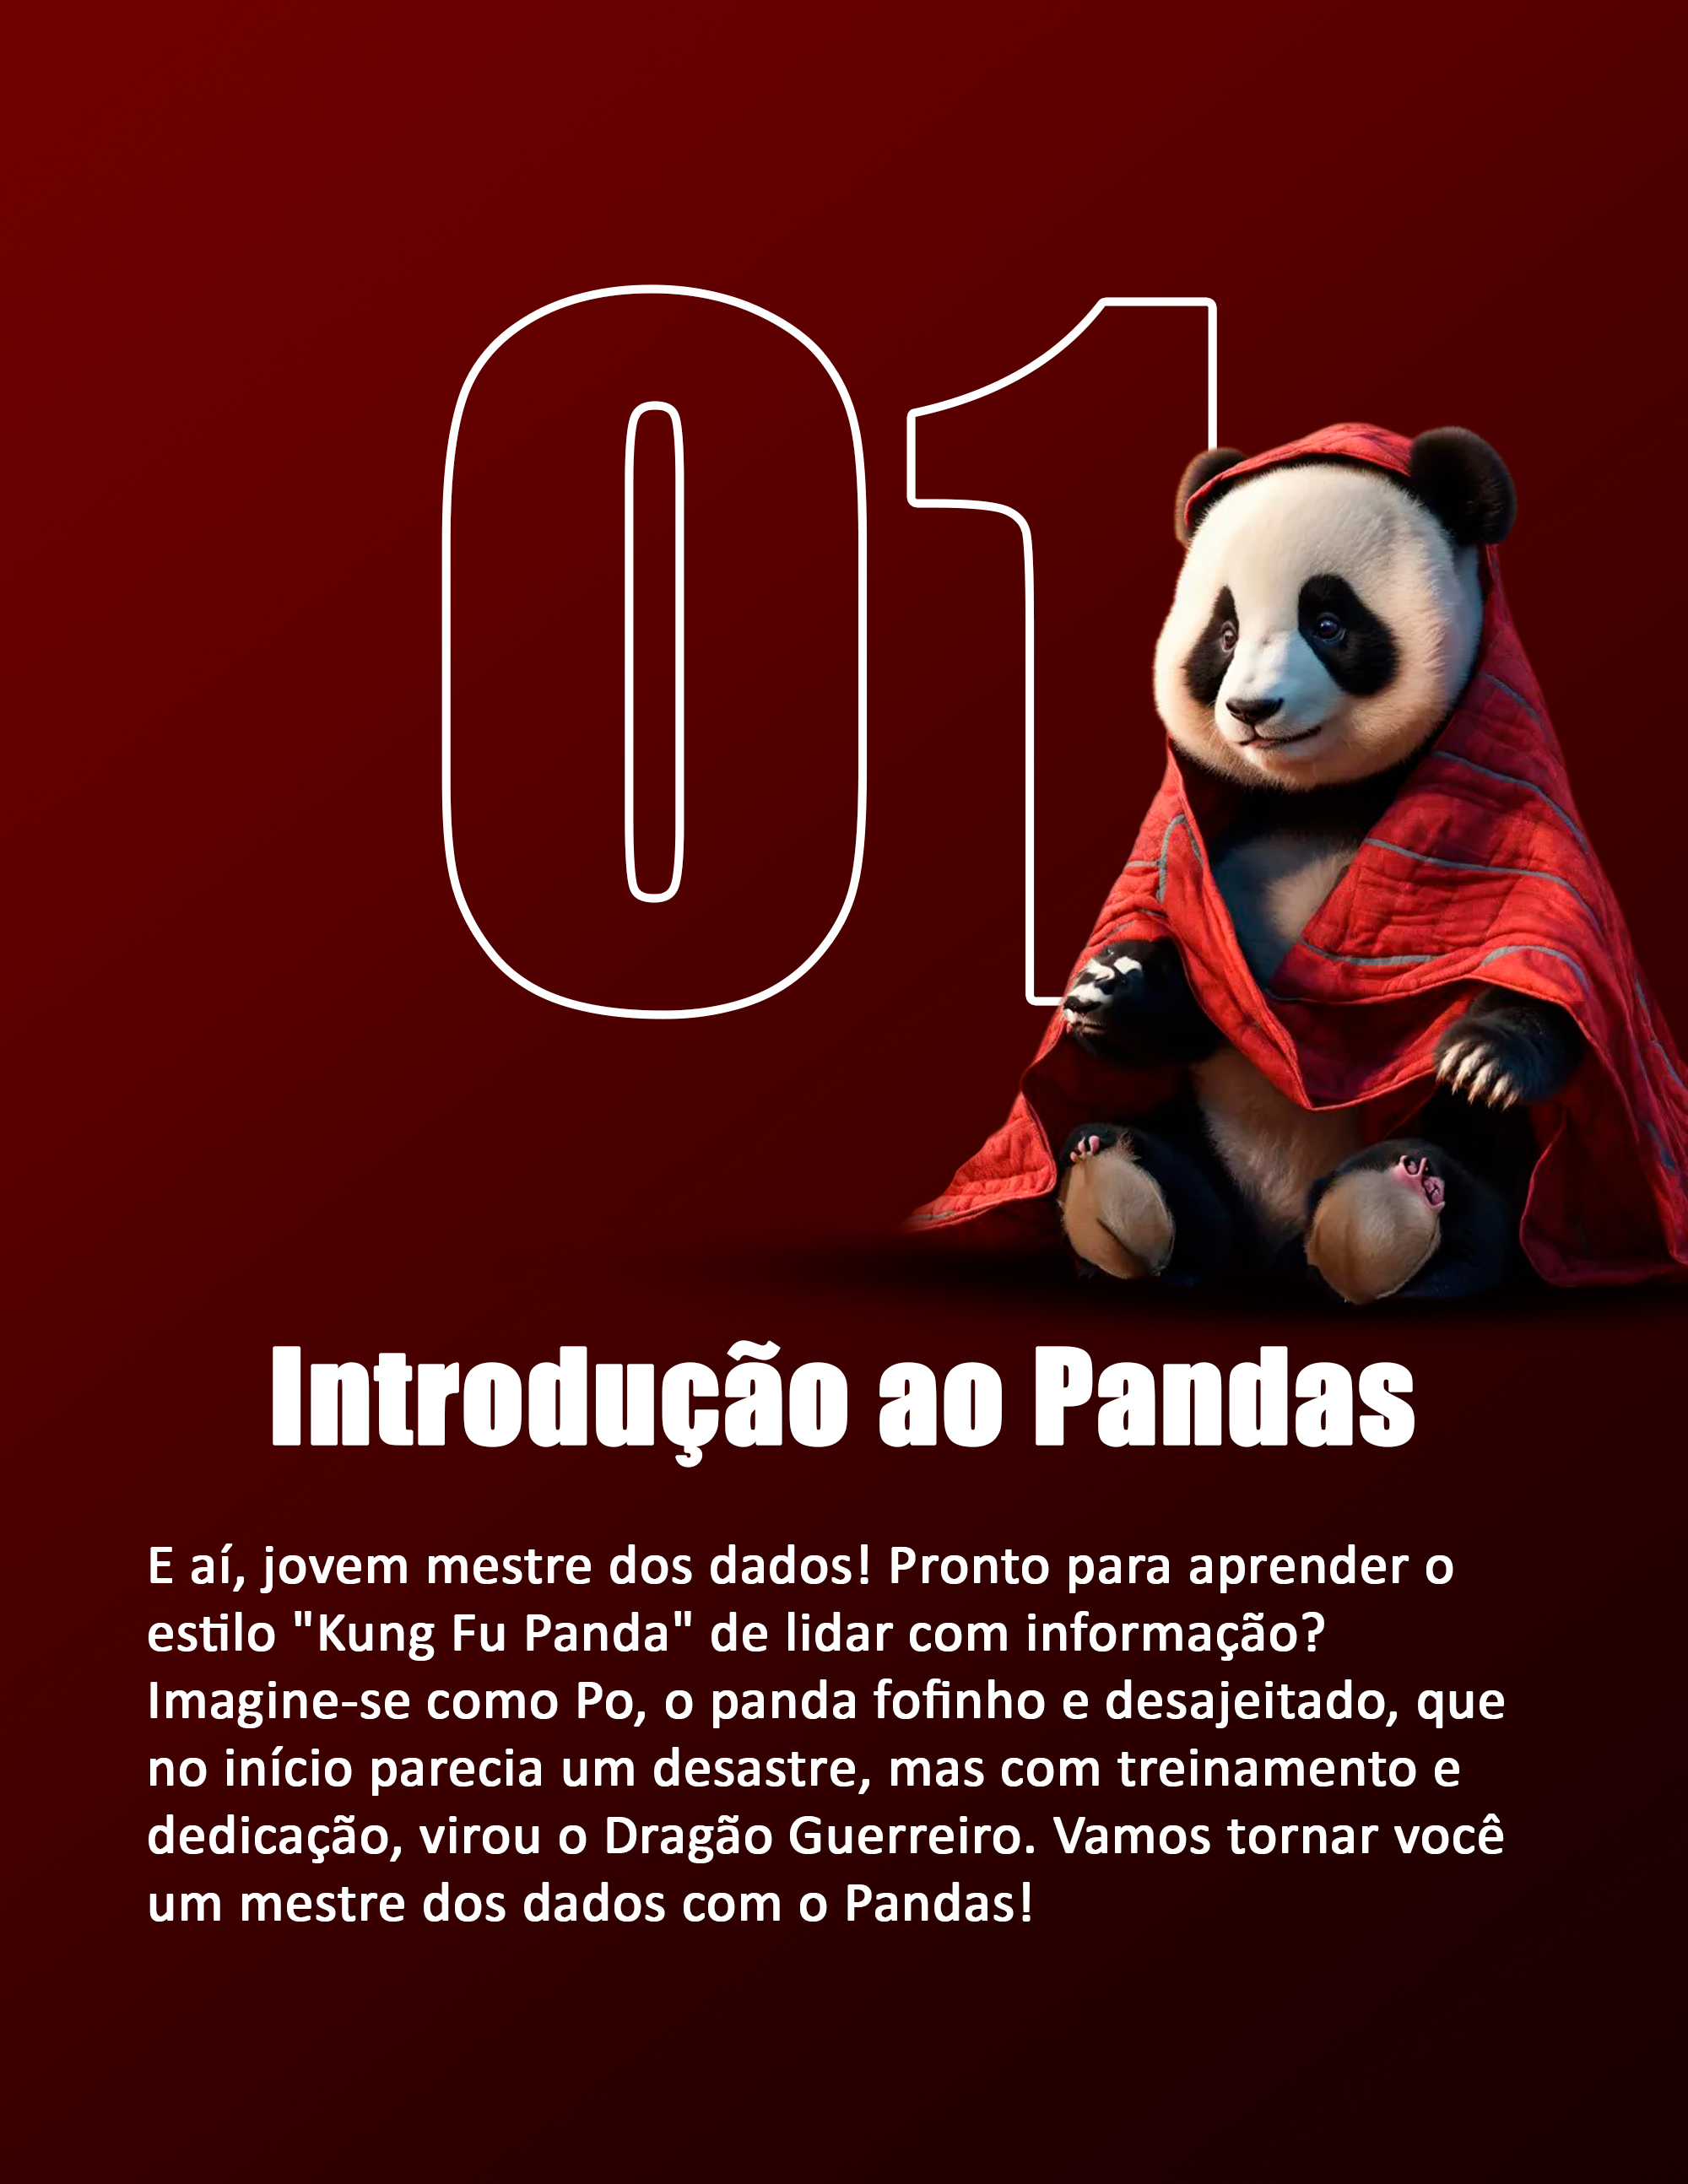 01
Introdução ao Pandas
E aí, jovem mestre dos dados! Pronto para aprender o
estilo "Kung Fu Panda" de lidar com informação?
Imagine-se como Po, o panda fofinho e desajeitado, que
no início parecia um desastre, mas com treinamento e
dedicação, virou o Dragão Guerreiro. Vamos tornar você
um mestre dos dados com o Pandas!